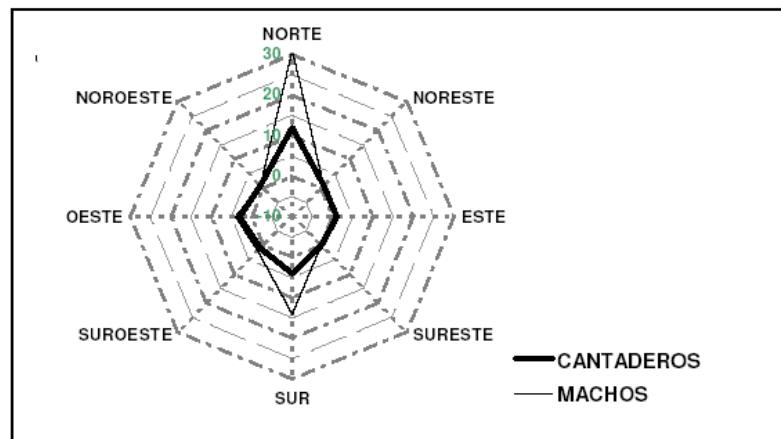 NORTE
30
NOROESTE
NORESTE
20
10
0
OESTE
-10
ESTE
SUROESTE
SURESTE
SUR
CANTADEROS
MACHOS